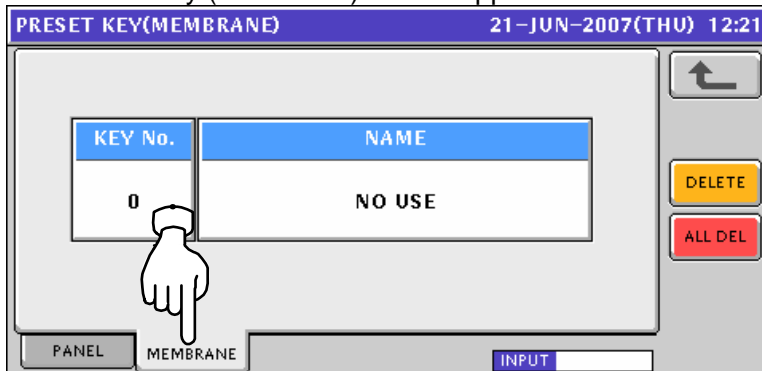 PRESET KEY(MEMBRANE) 21-JUN-2007(THU) 12:21
KEY No. NAME
0 NO USE
DELETE
ALL DEL
PANEL MEMBRANE INPUT